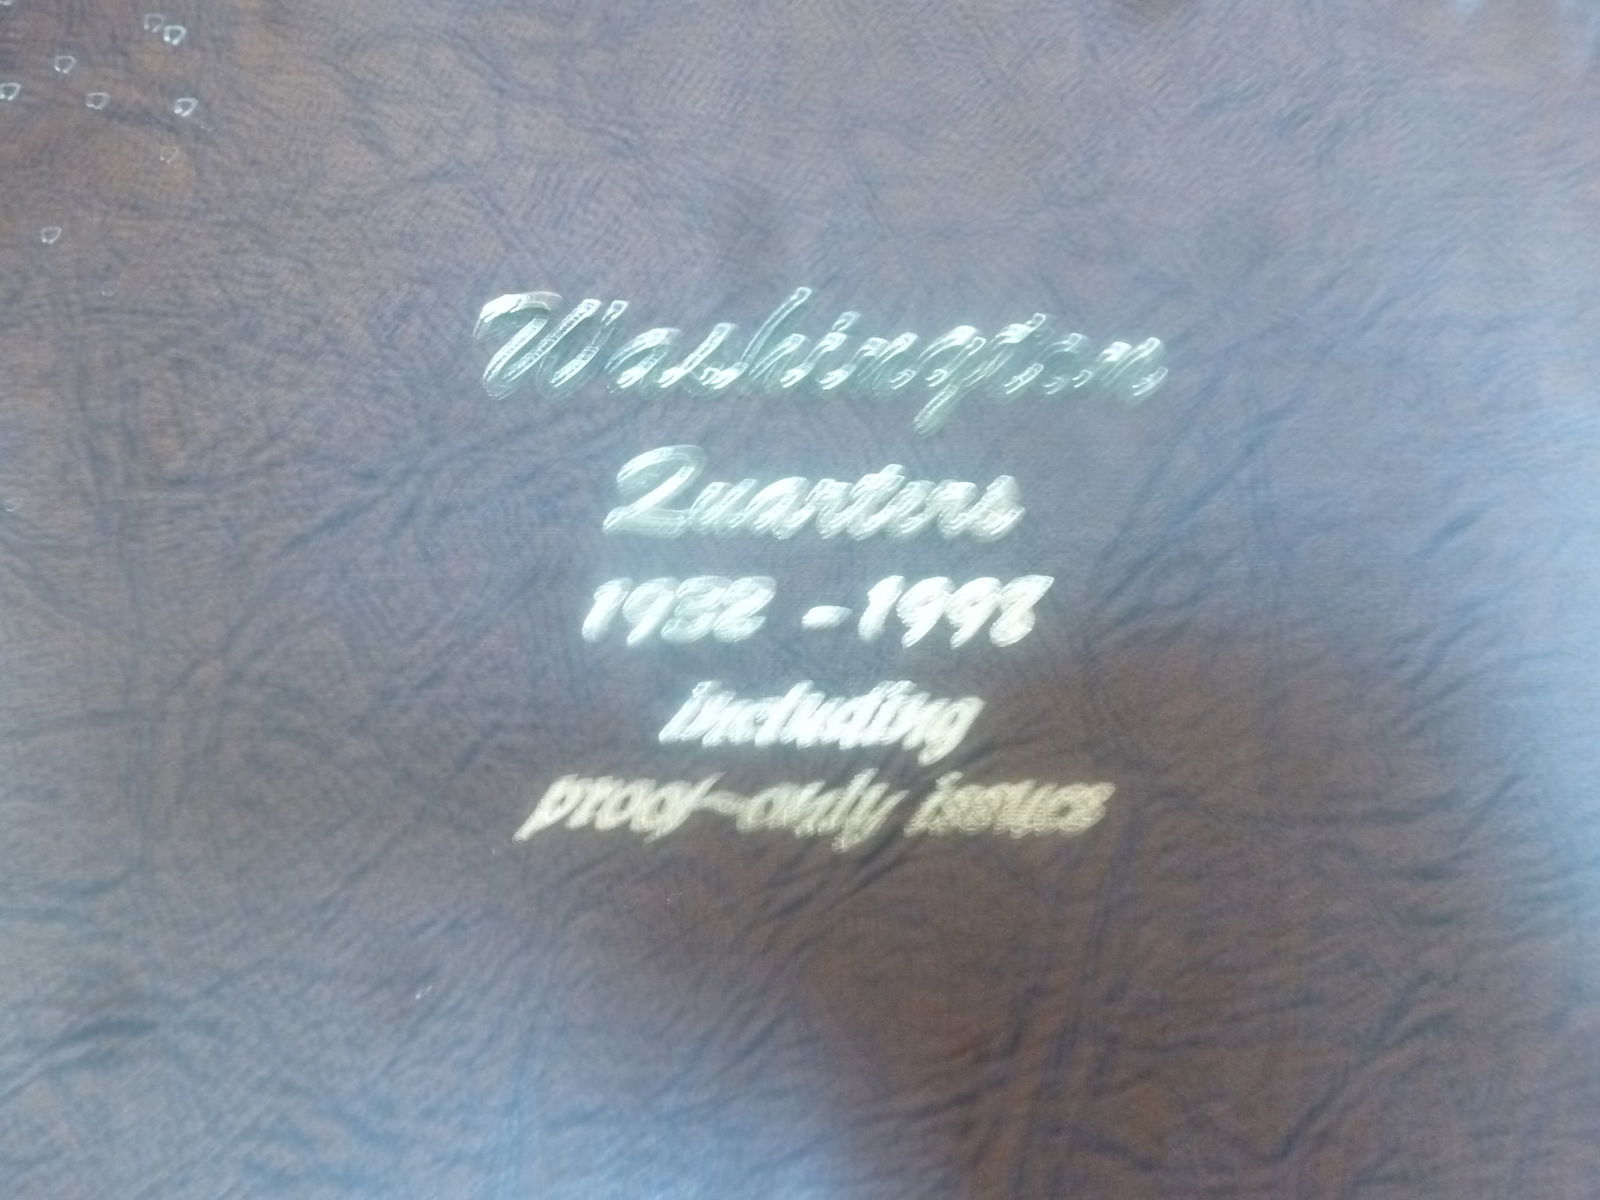 Washington
Quarters
1932 - 1998
including
proof-only issues